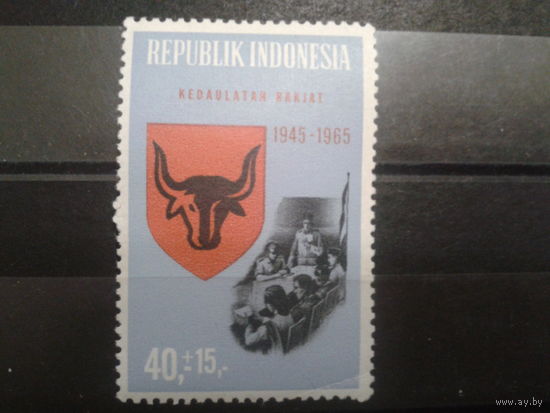 REPUBLIK INDONESIA
KEDAULATAN RAKJAT
1945-1965
40,± 15,-
www.ay.by